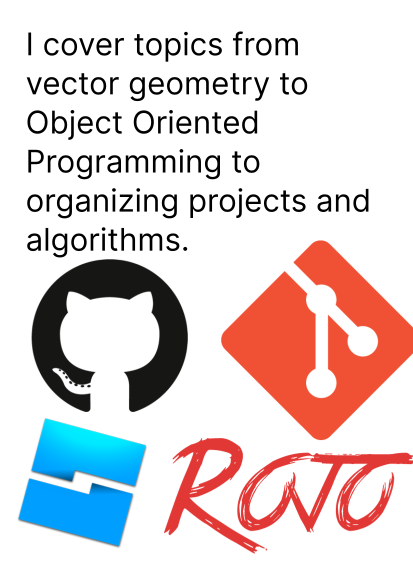 I cover topics from
vector geometry to
Object Oriented
Programming to
organizing projects and
algorithms.
ROJO